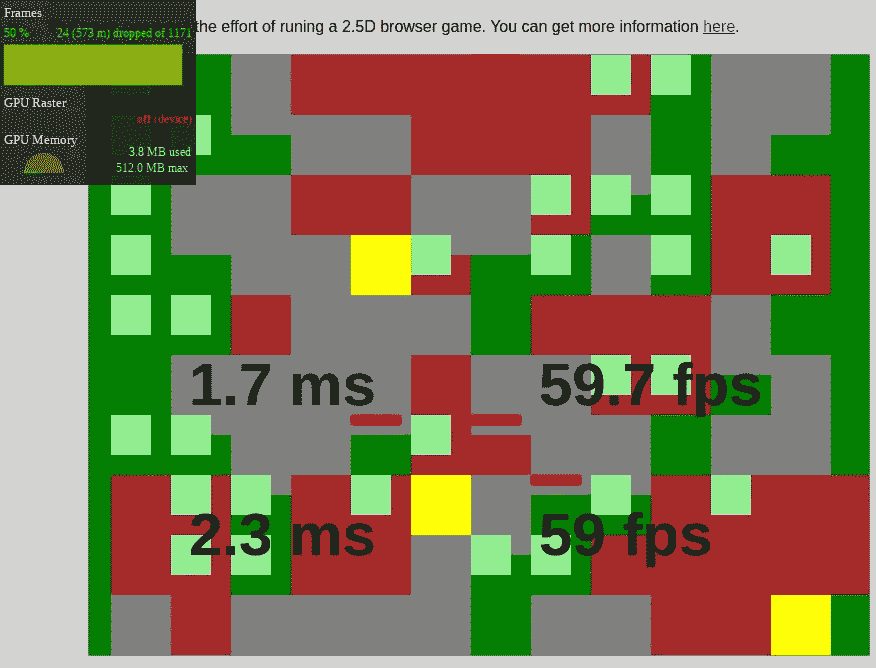 Frames
the effort of runing a 2.5D browser game. You can get more information here.
50 % 24 (573 m) dropped of 1171
GPU Raster
off (device)
GPU Memory
3.8 MB used
512.0 MB max
1.7 ms 59.7 fps
2.3 ms 59 fps